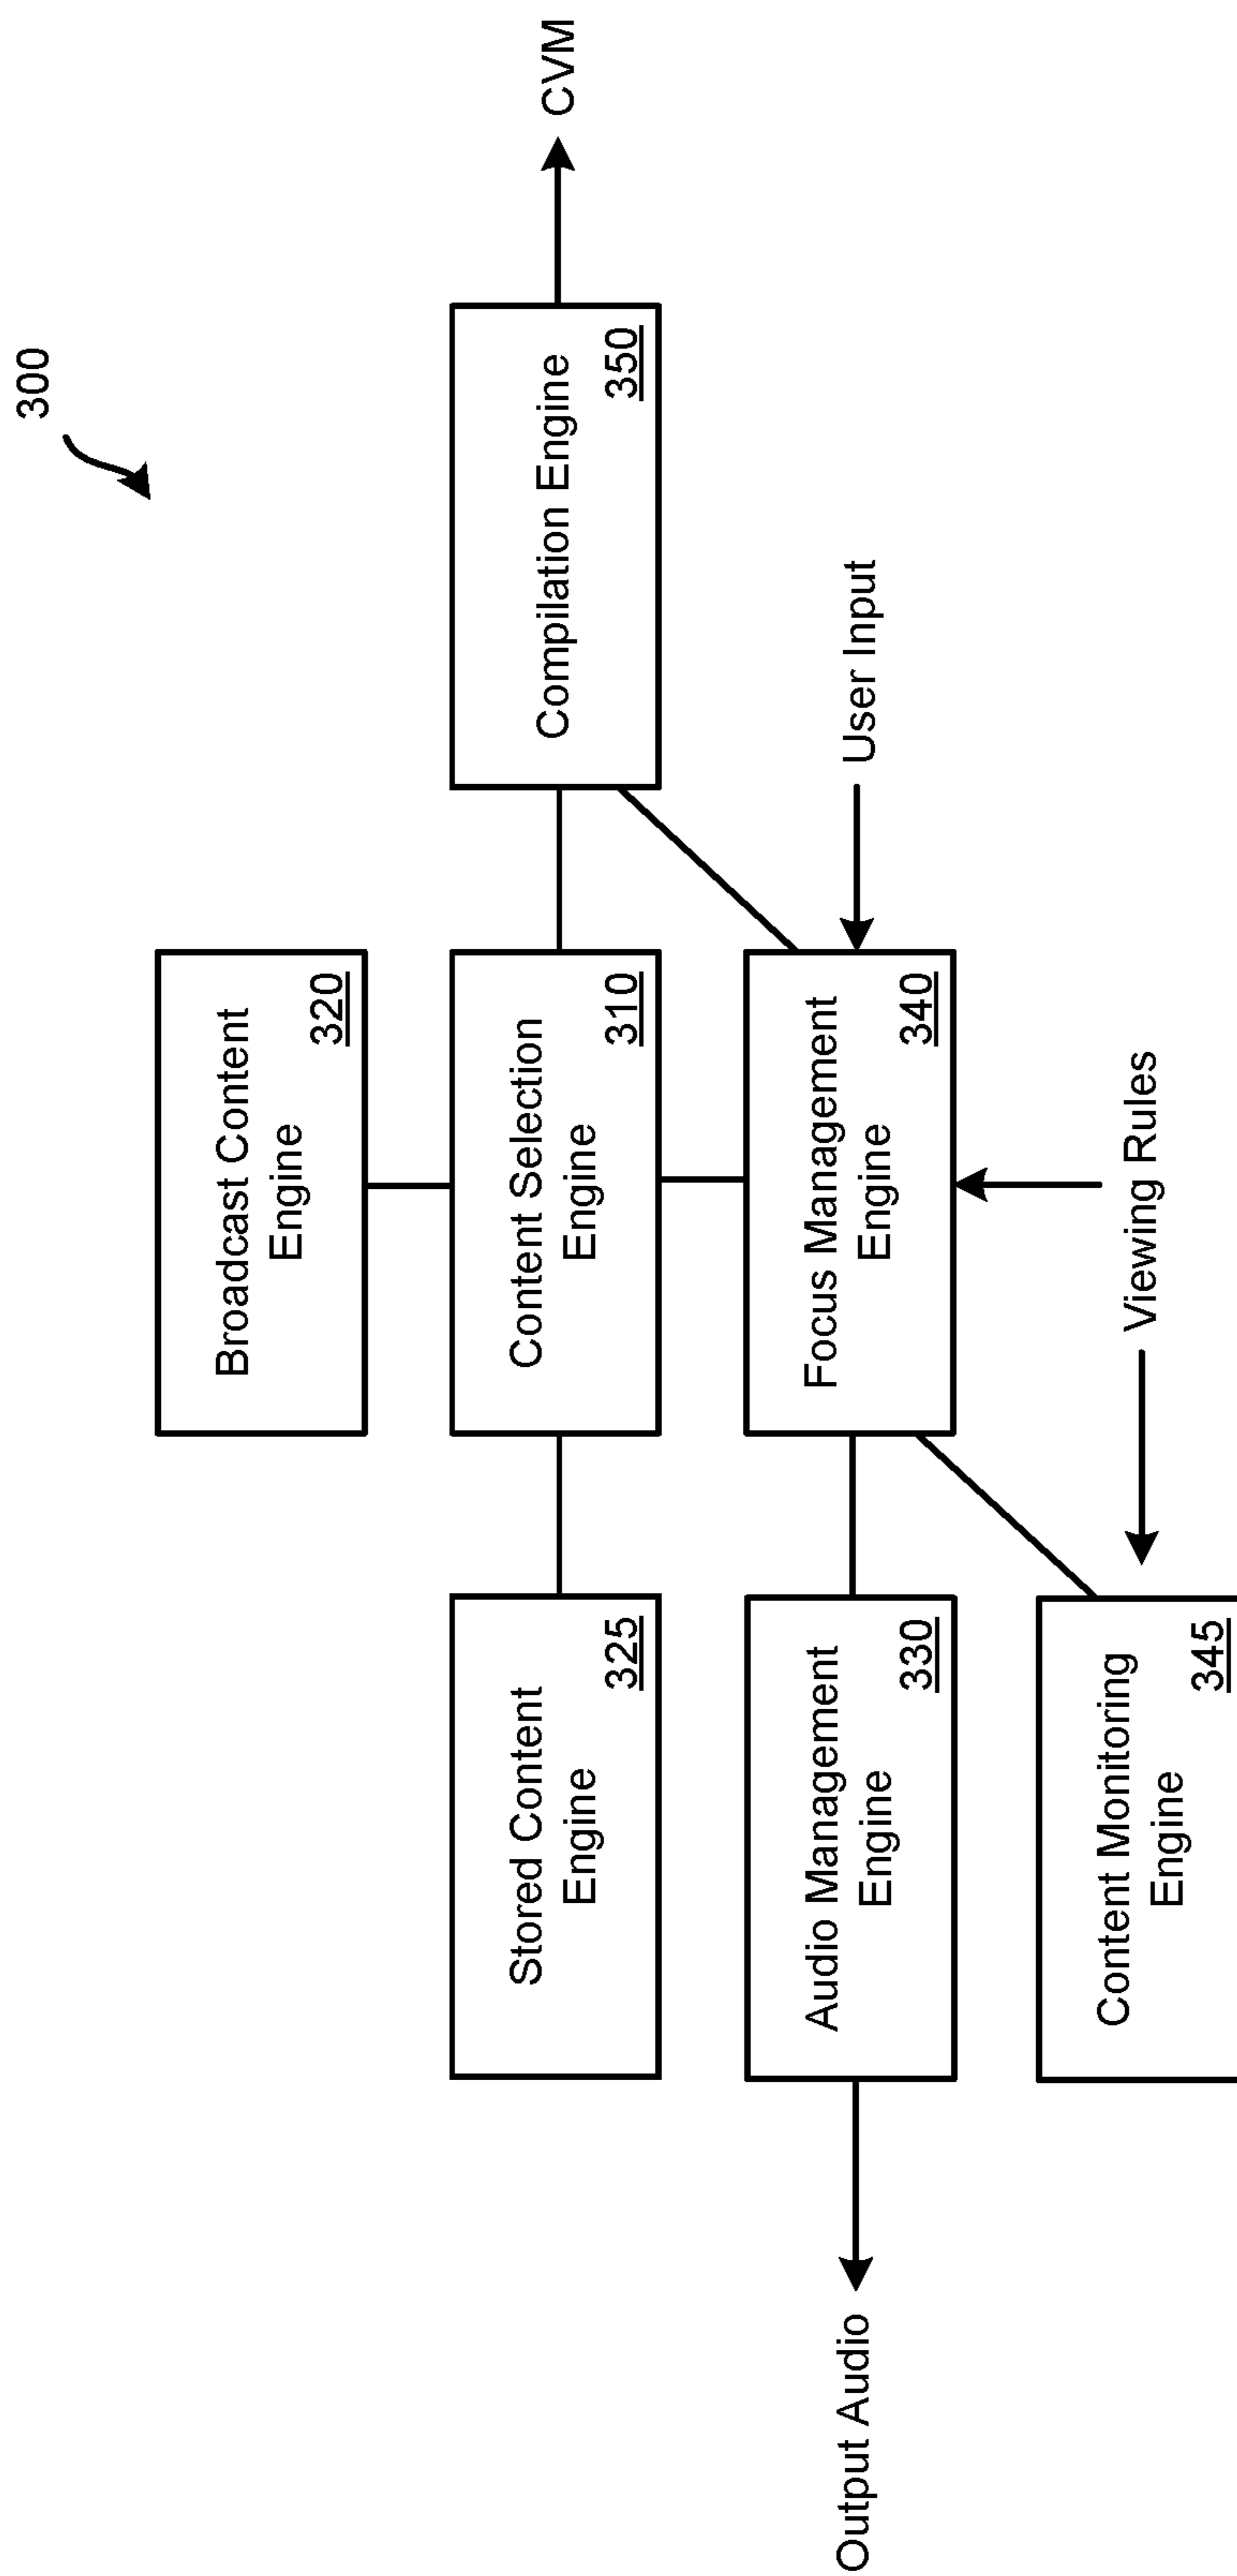 300
Broadcast Content
Engine
320
Stored Content
Engine
325
Content Selection
Engine
310
Compilation Engine
350
CVM
Output Audio
Audio Management
Engine
330
Focus Management
Engine
340
User Input
Content Monitoring
Engine
345
Viewing Rules